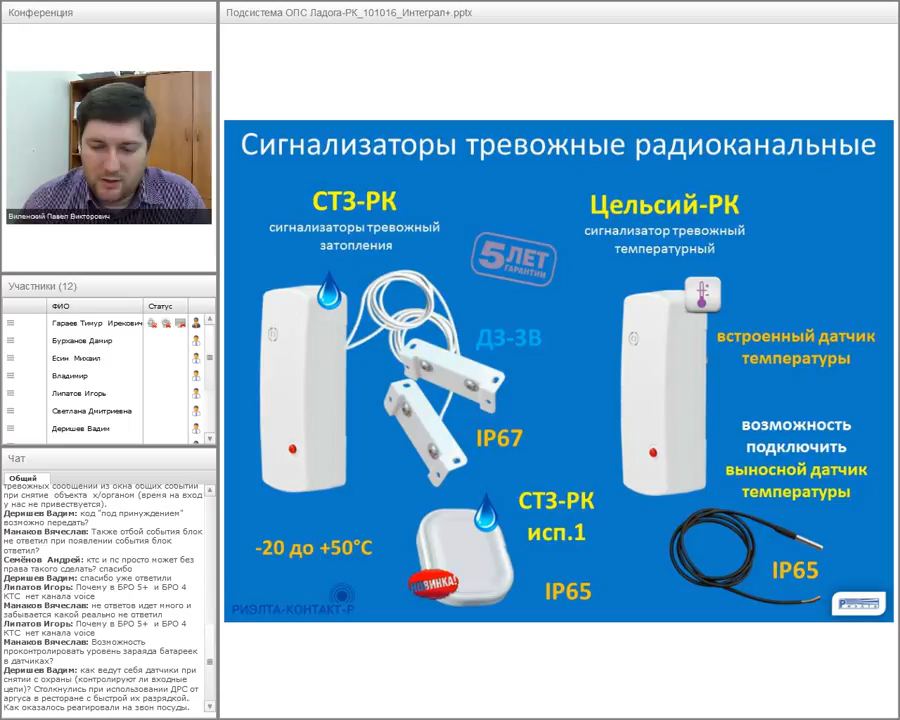 Конференция
Подсистема ОПС Ладога-РК_101016_Интеграл+.pptx
Виленский Павел Викторович
Участники (12)
ФИО
Статус
Гараев Тимур Ирекович
Бурханов Дамир
Есин Михаил
Владимир
Липатов Игорь
Светлана Дмитриевна
Деришев Вадим
Чат
Общий
тревожных сообщений из окна общих событий
при снятие объекта х/органом (время на вход
у нас не привествуется).
Деришев Вадим: код "под принуждением"
возможно передать?
Манаков Вячеслав: Также отбой события блок
не ответил при появлении события блок
ответил?
Семёнов Андрей: ктс и пс просто может без
права такого сделать? спасибо
Деришев Вадим: спасибо уже ответили
Липатов Игорь: Почему в БРО 5+ и БРО 4
КТС нет канала voice
Манаков Вячеслав: не ответов идет много и
забывается какой реально не ответил
Липатов Игорь: Почему в БРО 5+ и БРО 4
КТС нет канала voice
Манаков Вячеслав: Возможность
проконтролировать уровень зараяда батареек
в датчиках?
Деришев Вадим: как ведут себя датчики при
снятии с охраны (контролируют ли входные
цепи)? Столкнулись при использовании ДРС от
аргуса в ресторане с быстрой их разрядкой.
Как оказалось реагировали на звон посуды.
Сигнализаторы тревожные радиоканальные
СТЗ-РК
сигнализаторы тревожный
затопления
5 ЛЕТ
ГАРАНТИИ
Цельсий-РК
сигнализатор тревожный
температурный
ДЗ-3В
IP67
встроенный датчик
температуры
возможность
подключить
выносной датчик
температуры
СТЗ-РК
исп.1
-20 до +50°С
НОВИНКА!
IP65
IP65
РИЭЛТА-КОНТАКТ-Р
Риэлта